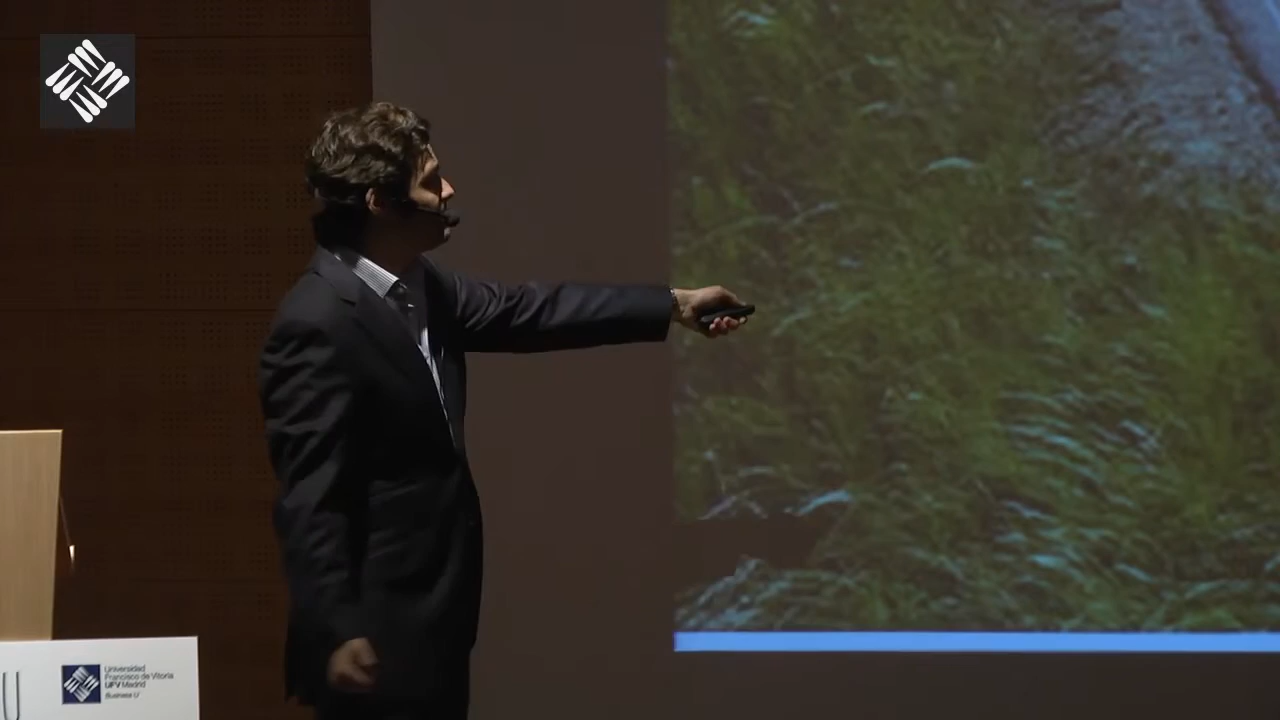 U
Universidad
Francisco de Vitoria
UFV Madrid
Business U